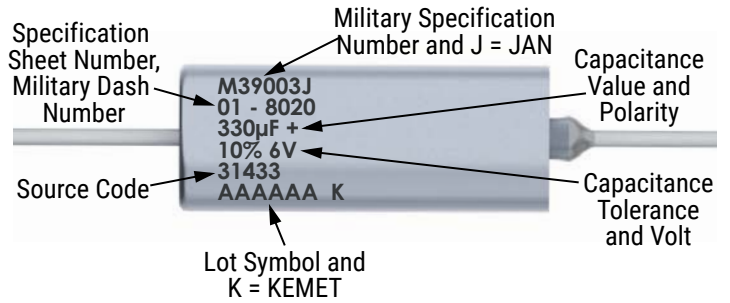 Military Specification
Number and J = JAN
Specification
Sheet Number,
Military Dash
Number
Capacitance
Value and
Polarity
M39003J
01 - 8020
330µF +
10% 6V
31433
AAAAAA K
Source Code
Capacitance
Tolerance
and Volt
Lot Symbol and
K = KEMET